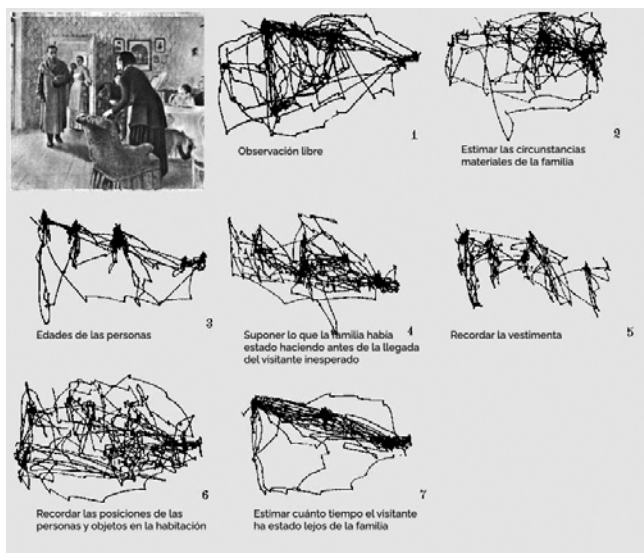 1
Observación libre
2
Estimar las circunstancias
materiales de la familia
3
Edades de las personas
4
Suponer lo que la familia había
estado haciendo antes de la llegada
del visitante inesperado
5
Recordar la vestimenta
6
Recordar las posiciones de las
personas y objetos en la habitación
7
Estimar cuánto tiempo el visitante
ha estado lejos de la familia